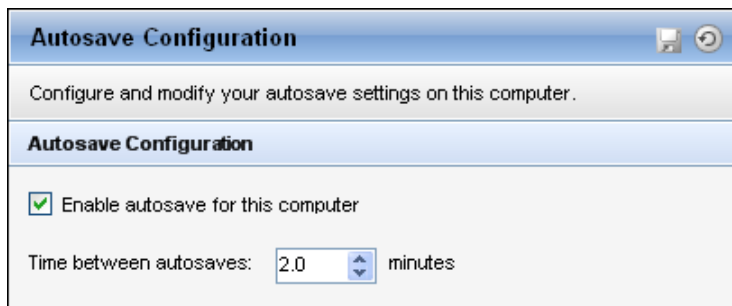 Autosave Configuration
Configure and modify your autosave settings on this computer.
Autosave Configuration
Enable autosave for this computer
Time between autosaves: 2.0 minutes